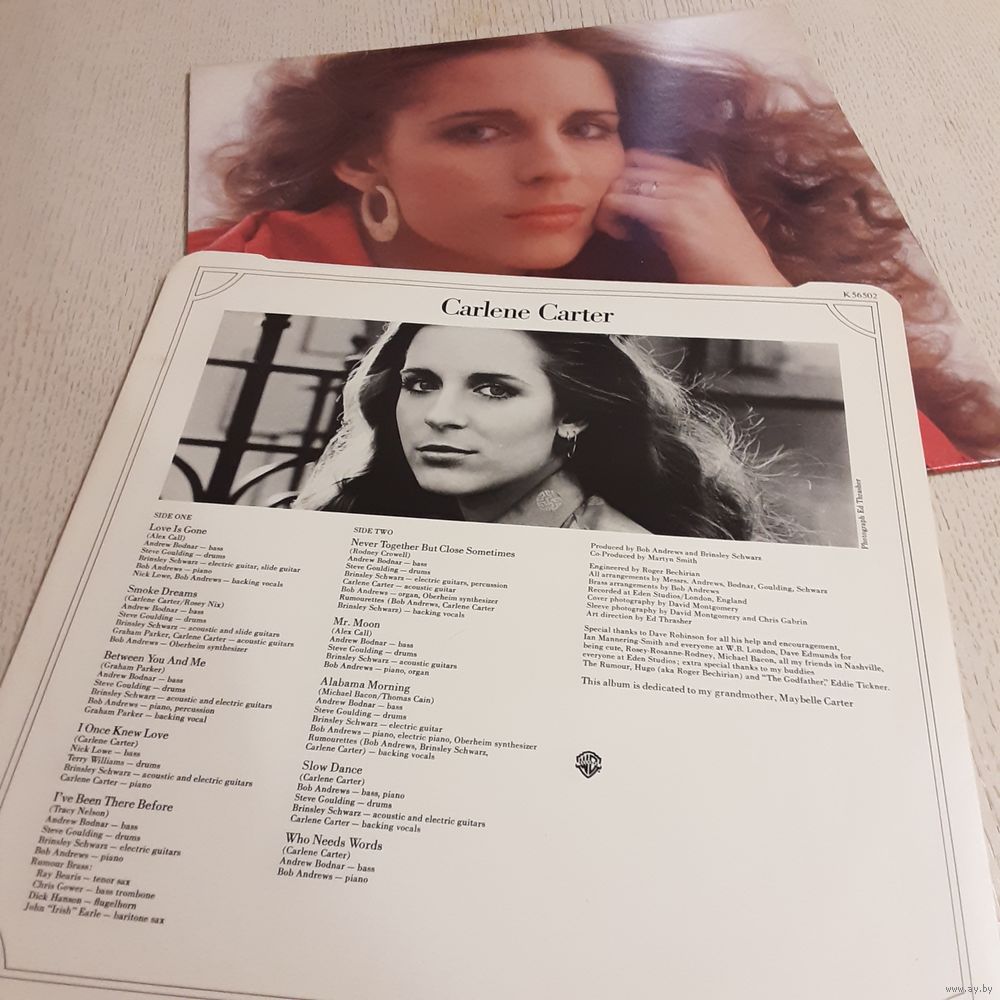 K 56502
Carlene Carter
Photograph Ed Thrasher
SIDE ONE
Love Is Gone
(Alex Call)
Andrew Bodnar — bass
Steve Goulding — drums
Brinsley Schwarz — electric guitar, slide guitar
Bob Andrews — piano
Nick Lowe, Bob Andrews — backing vocals
Smoke Dreams
(Carlene Carter/Rosey Nix)
Andrew Bodnar — bass
Steve Goulding — drums
Brinsley Schwarz — acoustic and slide guitars
Graham Parker, Carlene Carter — acoustic guitars
Bob Andrews — Oberheim synthesizer
Between You And Me
(Graham Parker)
Andrew Bodnar — bass
Steve Goulding — drums
Brinsley Schwarz — acoustic and electric guitars
Bob Andrews — piano, percussion
Graham Parker — backing vocal
I Once Knew Love
(Carlene Carter)
Nick Lowe — bass
Terry Williams — drums
Brinsley Schwarz — acoustic and electric guitars
Carlene Carter — piano
I've Been There Before
(Tracy Nelson)
Andrew Bodnar — bass
Steve Goulding — drums
Brinsley Schwarz — electric guitars
Bob Andrews — piano
Rumour Brass:
Ray Bearis — tenor sax
Chris Gower — bass trombone
Dick Hanson — flugelhorn
John "Irish" Earle — baritone sax
SIDE TWO
Never Together But Close Sometimes
(Rodney Crowell)
Andrew Bodnar — bass
Steve Goulding — drums
Brinsley Schwarz — electric guitars, percussion
Carlene Carter — acoustic guitar
Bob Andrews — organ, Oberheim synthesizer
Rumourettes (Bob Andrews, Carlene Carter
Brinsley Schwarz) — backing vocals
Mr. Moon
(Alex Call)
Andrew Bodnar — bass
Steve Goulding — drums
Brinsley Schwarz — acoustic guitars
Bob Andrews — piano, organ
Alabama Morning
(Michael Bacon/Thomas Cain)
Andrew Bodnar — bass
Steve Goulding — drums
Brinsley Schwarz — electric guitar
Bob Andrews — piano, electric piano, Oberheim synthesizer
Rumourettes (Bob Andrews, Brinsley Schwarz,
Carlene Carter) — backing vocals
Slow Dance
(Carlene Carter)
Bob Andrews — bass, piano
Steve Goulding — drums
Brinsley Schwarz — acoustic and electric guitars
Carlene Carter — backing vocals
Who Needs Words
(Carlene Carter)
Andrew Bodnar — bass
Bob Andrews — piano
Produced by Bob Andrews and Brinsley Schwarz
Co-Produced by Martyn Smith
Engineered by Roger Bechirian
All arrangements by Messrs. Andrews, Bodnar, Goulding, Schwarz
Brass arrangements by Bob Andrews
Recorded at Eden Studios/London, England
Cover photography by David Montgomery
Sleeve photography by David Montgomery and Chris Gabrin
Art direction by Ed Thrasher
Special thanks to Dave Robinson for all his help and encouragement,
Ian Mannering-Smith and everyone at W.B. London, Dave Edmunds for
being cute, Rosey-Rosanne-Rodney, Michael Bacon, all my friends in Nashville,
everyone at Eden Studios; extra special thanks to my buddies
The Rumour, Hugo (aka Roger Bechirian) and "The Godfather," Eddie Tickner.
This album is dedicated to my grandmother, Maybelle Carter
www.ay.by